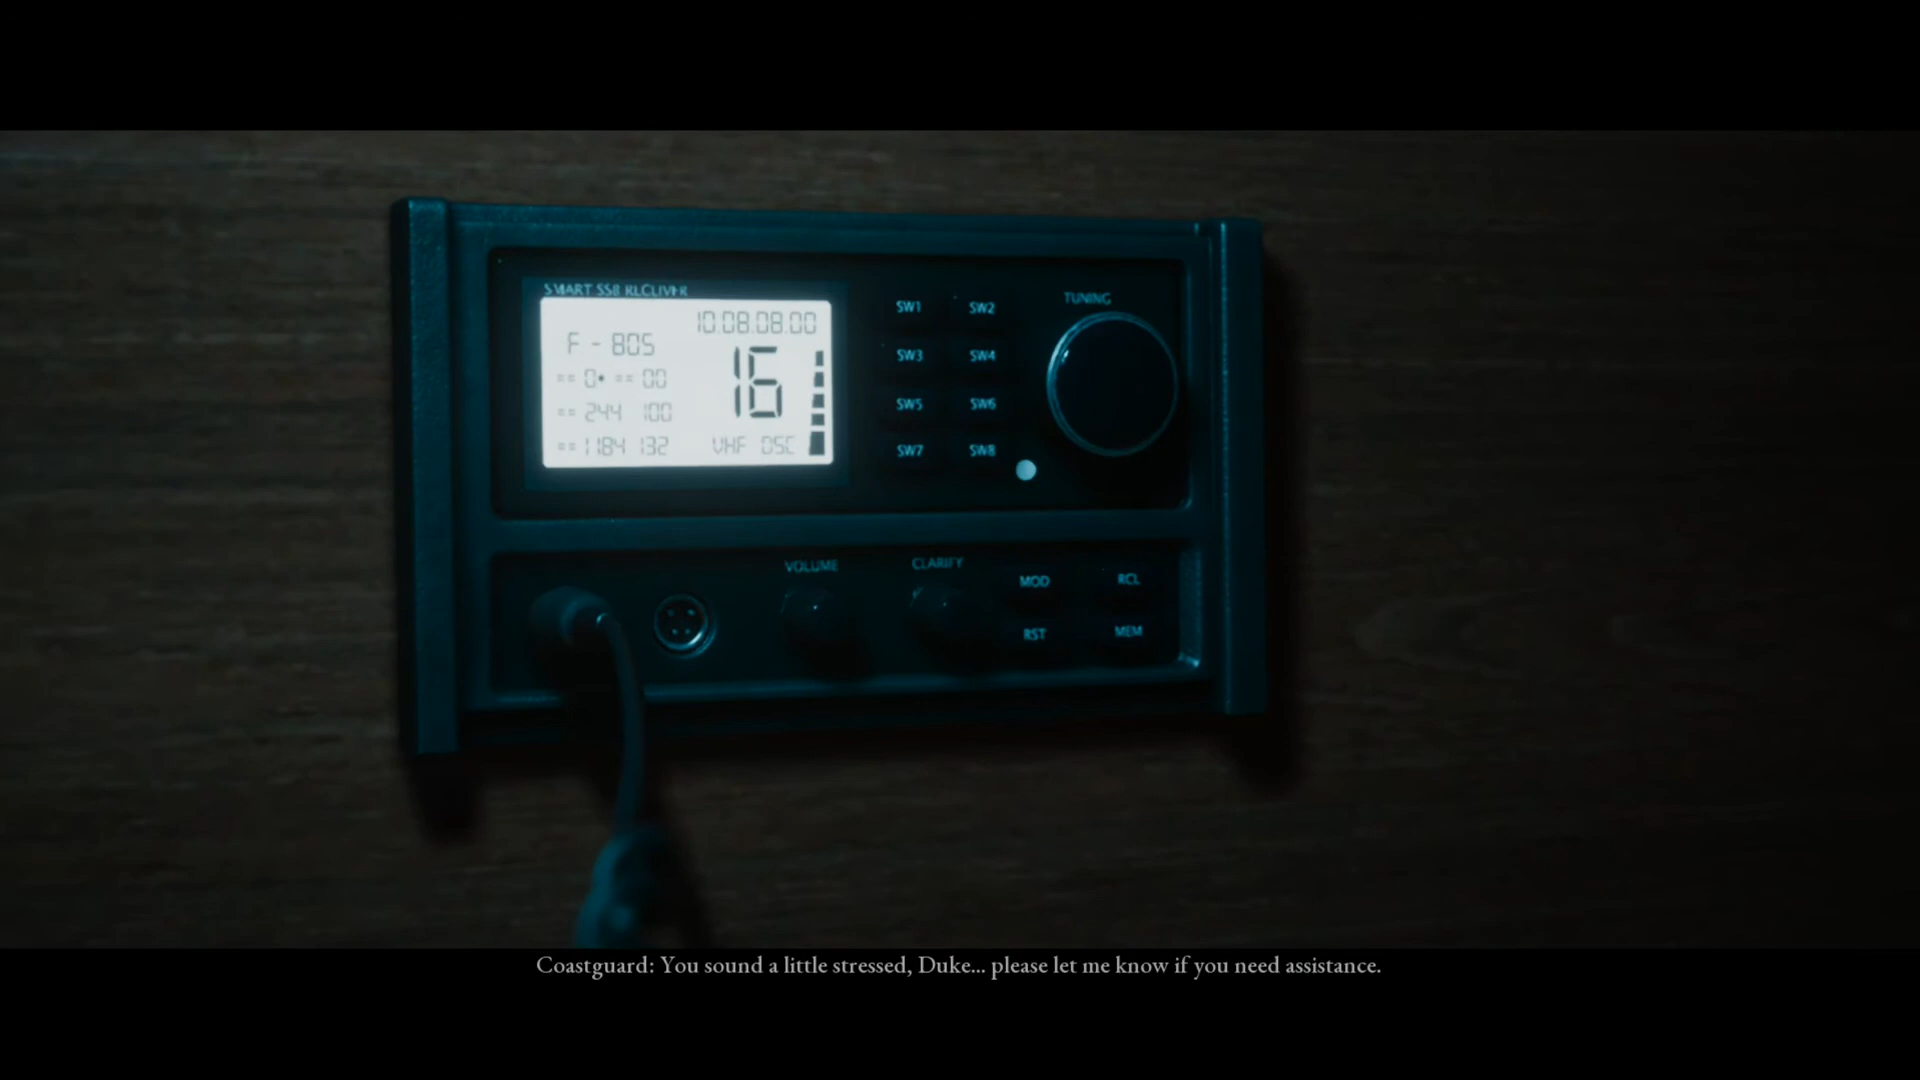 SMART SSB RECEIVER
10.08.08.00
F - 805
16
== 0• == 00
== 244 100
== 1184 132
VHF DSC
SW1 SW2
SW3 SW4
SW5 SW6
SW7 SW8
TUNING
VOLUME
CLARIFY
MOD RCL
RST MEM
Coastguard: You sound a little stressed, Duke... please let me know if you need assistance.